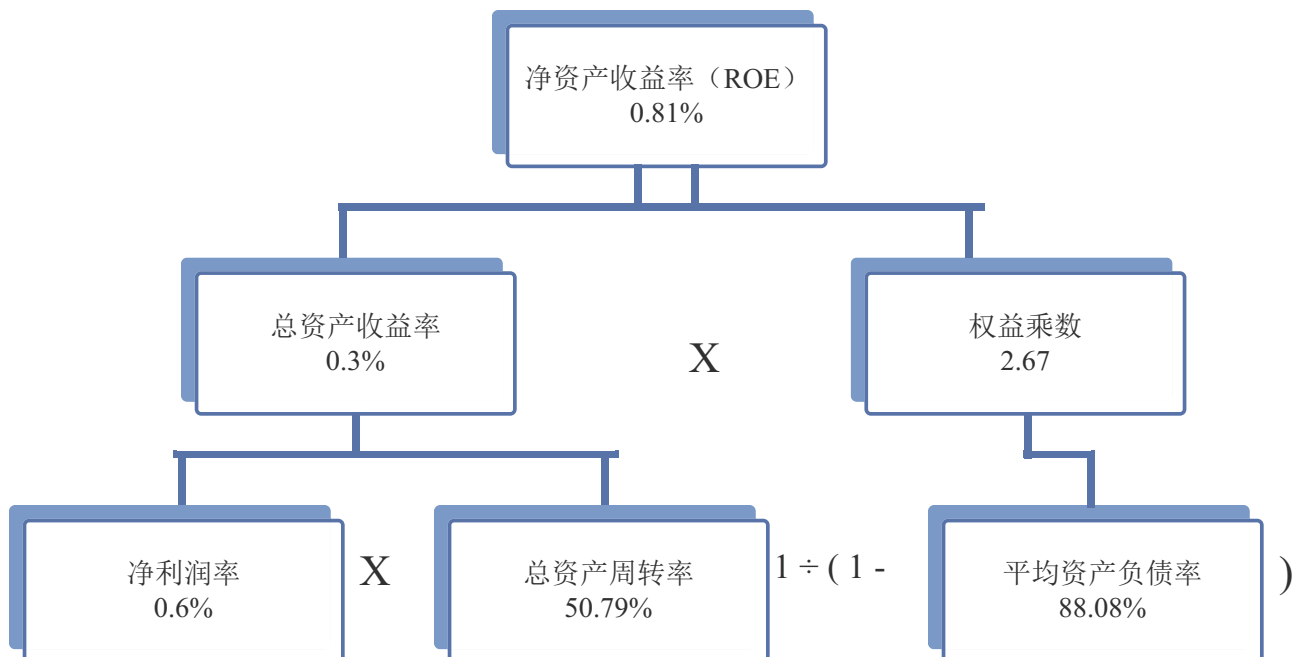 净资产收益率（ROE）
0.81%
总资产收益率
0.3%
X
权益乘数
2.67
净利润率
0.6%
X
总资产周转率
50.79%
1 ÷ ( 1 -
平均资产负债率
88.08%
)